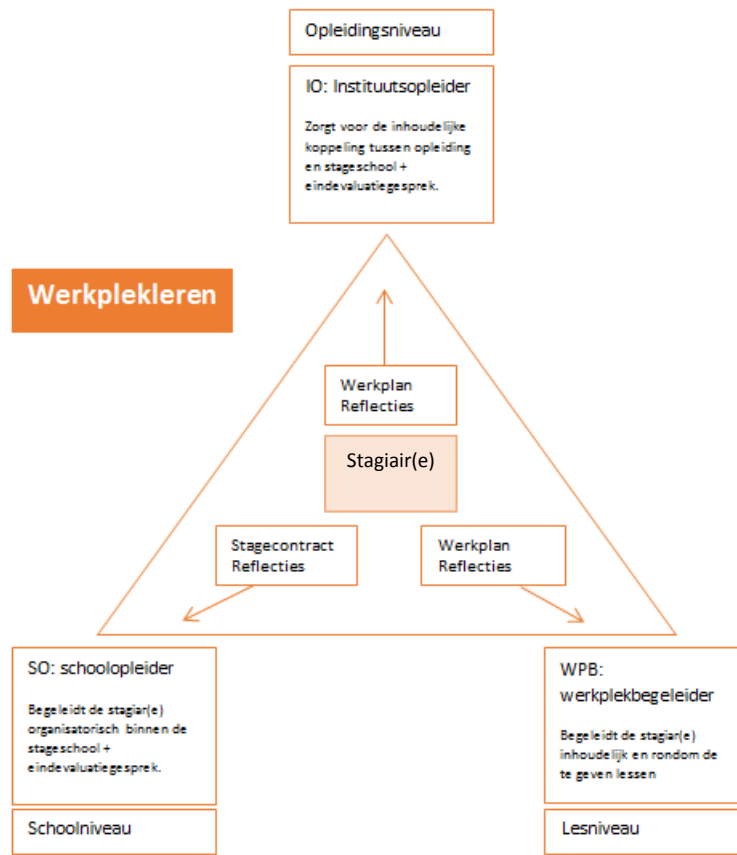 Opleidingsniveau
IO: Instituutsopleider
Zorgt voor de inhoudelijke
koppeling tussen opleiding
en stageschool +
eindevaluatiegesprek.
Werkplekleren
Werkplan
Reflecties
Stagiair(e)
Stagecontract
Reflecties
Werkplan
Reflecties
SO: schoolopleider
Begeleidt de stagiar(e)
organisatorisch binnen de
stageschool +
eindevaluatiegesprek.
Schoolniveau
WPB:
werkplekbegeleider
Begeleidt de stagiar(e)
inhoudelijk en rondom de
te geven lessen
Lesniveau